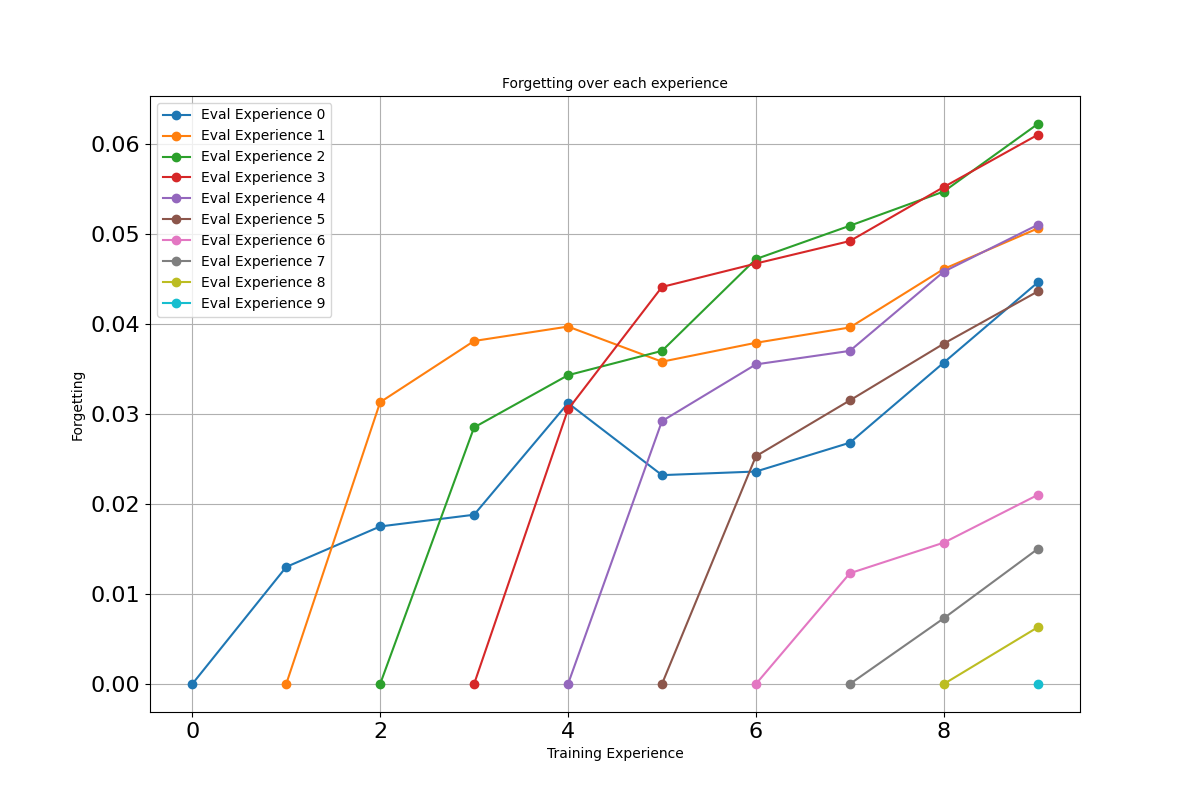 Forgetting over each experience
Eval Experience 0
Eval Experience 1
Eval Experience 2
Eval Experience 3
Eval Experience 4
Eval Experience 5
Eval Experience 6
Eval Experience 7
Eval Experience 8
Eval Experience 9
0.06
0.05
0.04
0.03
0.02
0.01
0.00
Forgetting
0 2 4 6 8
Training Experience